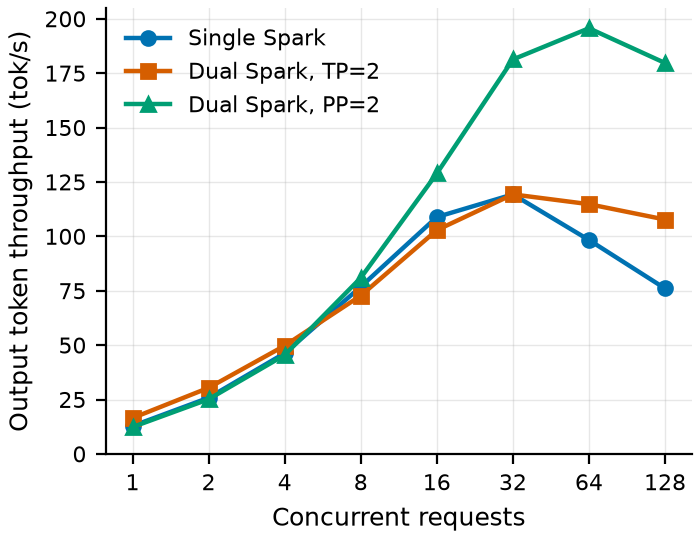 Output token throughput (tok/s)
200
175
150
125
100
75
50
25
0
Single Spark
Dual Spark, TP=2
Dual Spark, PP=2
1 2 4 8 16 32 64 128
Concurrent requests